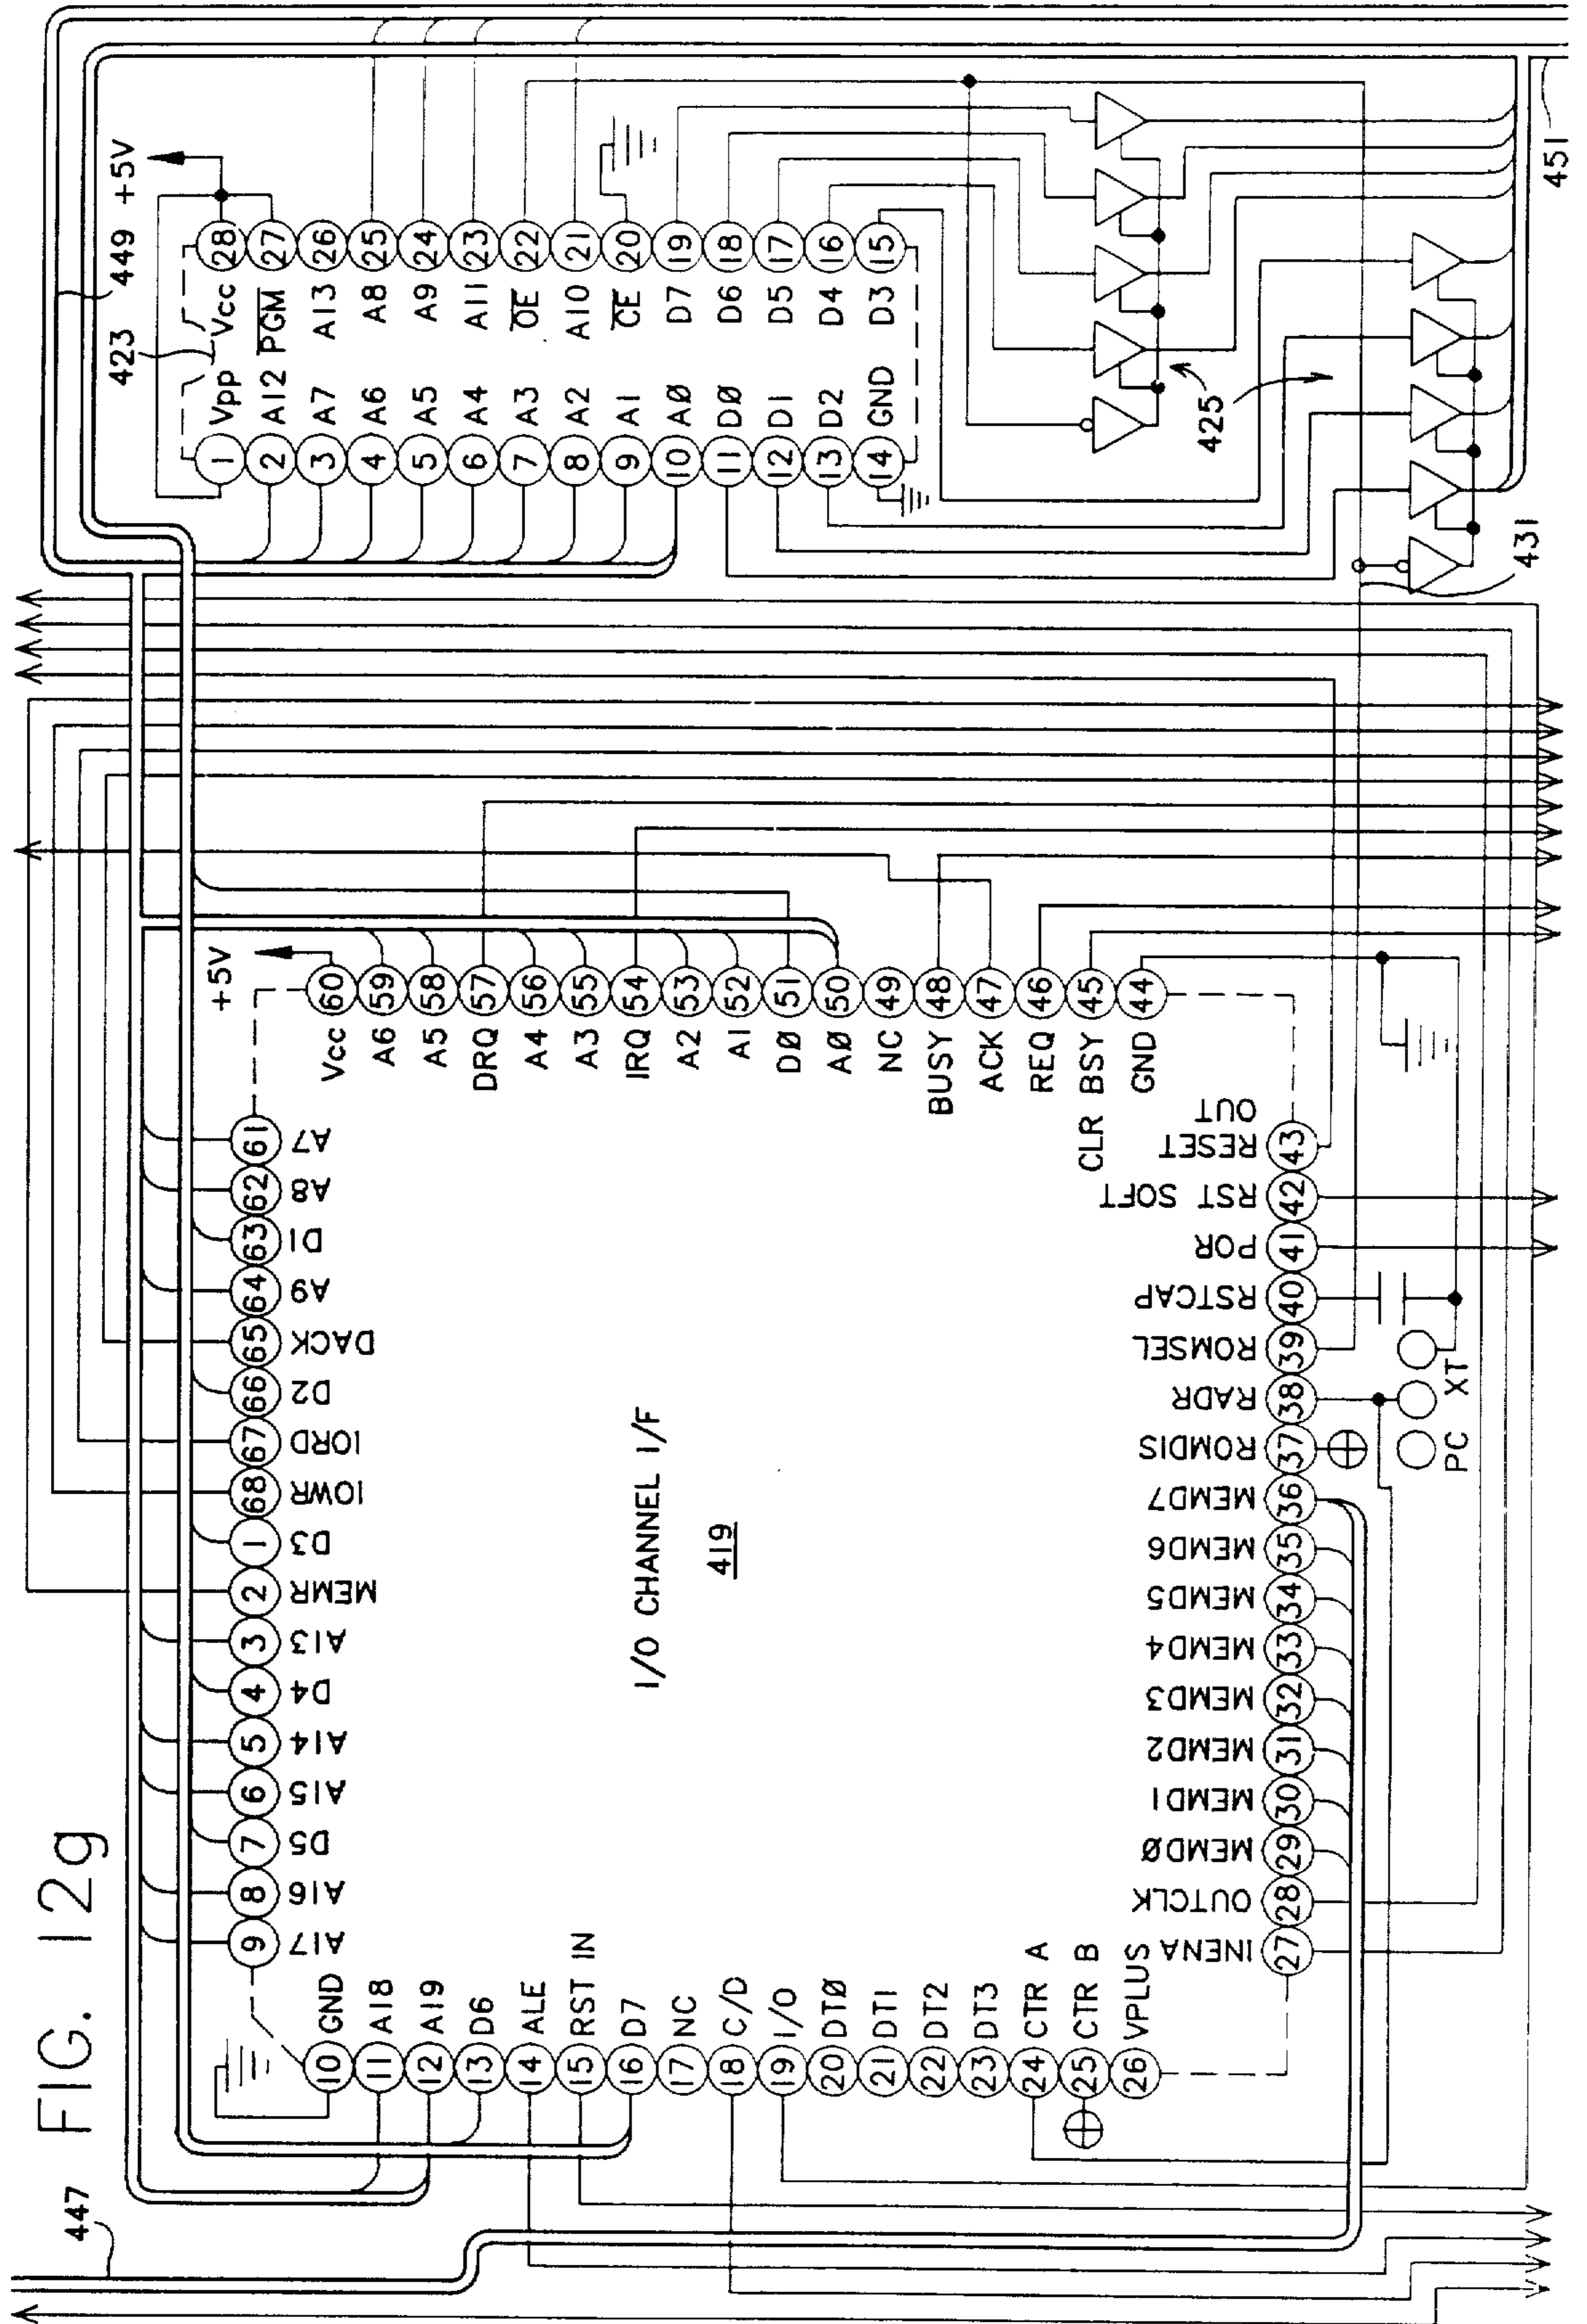 FIG. 12g
447
449
+5V
423
1 Vpp Vcc 28
2 A12 PGM 27
3 A7 A13 26
4 A6 A8 25
5 A5 A9 24
6 A4 A11 23
7 A3 OE 22
8 A2 A10 21
9 A1 CE 20
10 AØ D7 19
11 DØ D6 18
12 D1 D5 17
13 D2 D4 16
14 GND D3 15
425
431
451
+5V
Vcc 60
A6 59
A5 58
DRQ 57
A4 56
A3 55
IRQ 54
A2 53
A1 52
DØ 51
AØ 50
NC 49
BUSY 48
ACK 47
REQ 46
CLR BSY 45
GND 44
61 A7
62 A8
63 D1
64 A9
65 DACK
66 D2
67 IORD
68 IOWR
1 D3
2 MEMR
3 A13
4 D4
5 A14
6 A15
7 D5
8 A16
9 A17
I/O CHANNEL I/F
419
10 GND
11 A18
12 A19
13 D6
14 ALE
15 RST IN
16 D7
17 NC
18 C/D
19 I/O
20 DTØ
21 DT1
22 DT2
23 DT3
24 CTR A
25 CTR B
26 VPLUS
RESET OUT 43
RST SOFT 42
POR 41
RSTCAP 40
ROMSEL 39
RADR 38
ROMDIS 37
MEMD7 36
MEMD6 35
MEMD5 34
MEMD4 33
MEMD3 32
MEMD2 31
MEMD1 30
MEMDØ 29
OUTCLK 28
INENA 27
PC XT